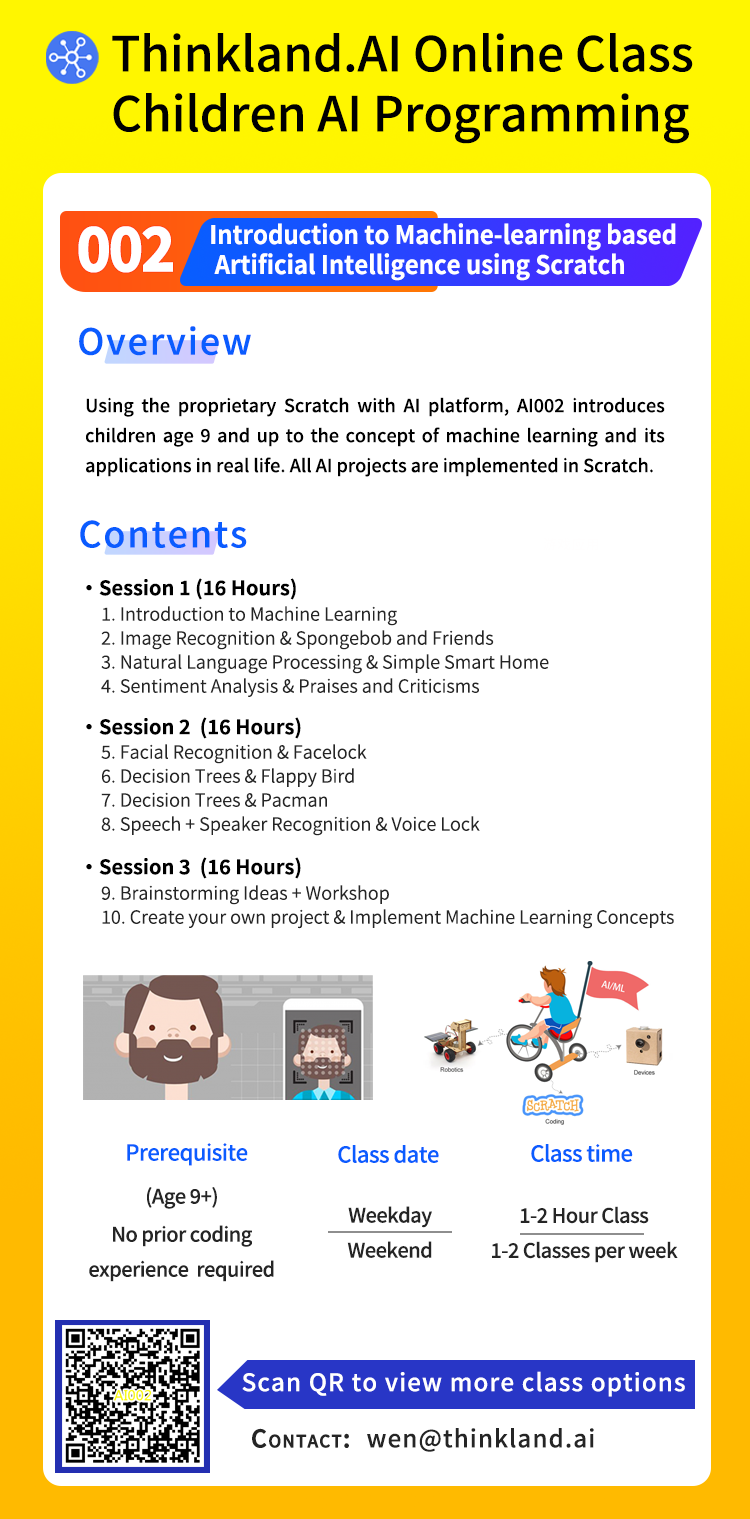 Thinkland.AI Online Class
Children AI Programming
002
Introduction to Machine-learning based
Artificial Intelligence using Scratch
Overview
Using the proprietary Scratch with AI platform, AI002 introduces
children age 9 and up to the concept of machine learning and its
applications in real life. All AI projects are implemented in Scratch.
Contents
• Session 1 (16 Hours)
1. Introduction to Machine Learning
2. Image Recognition & Spongebob and Friends
3. Natural Language Processing & Simple Smart Home
4. Sentiment Analysis & Praises and Criticisms
• Session 2 (16 Hours)
5. Facial Recognition & Facelock
6. Decision Trees & Flappy Bird
7. Decision Trees & Pacman
8. Speech + Speaker Recognition & Voice Lock
• Session 3 (16 Hours)
9. Brainstorming Ideas + Workshop
10. Create your own project & Implement Machine Learning Concepts
AI/ML
Robotics
Devices
SCRATCH
Coding
Prerequisite
(Age 9+)
No prior coding
experience required
Class date
Weekday
Weekend
Class time
1-2 Hour Class
1-2 Classes per week
AI002
Scan QR to view more class options
CONTACT: wen@thinkland.ai